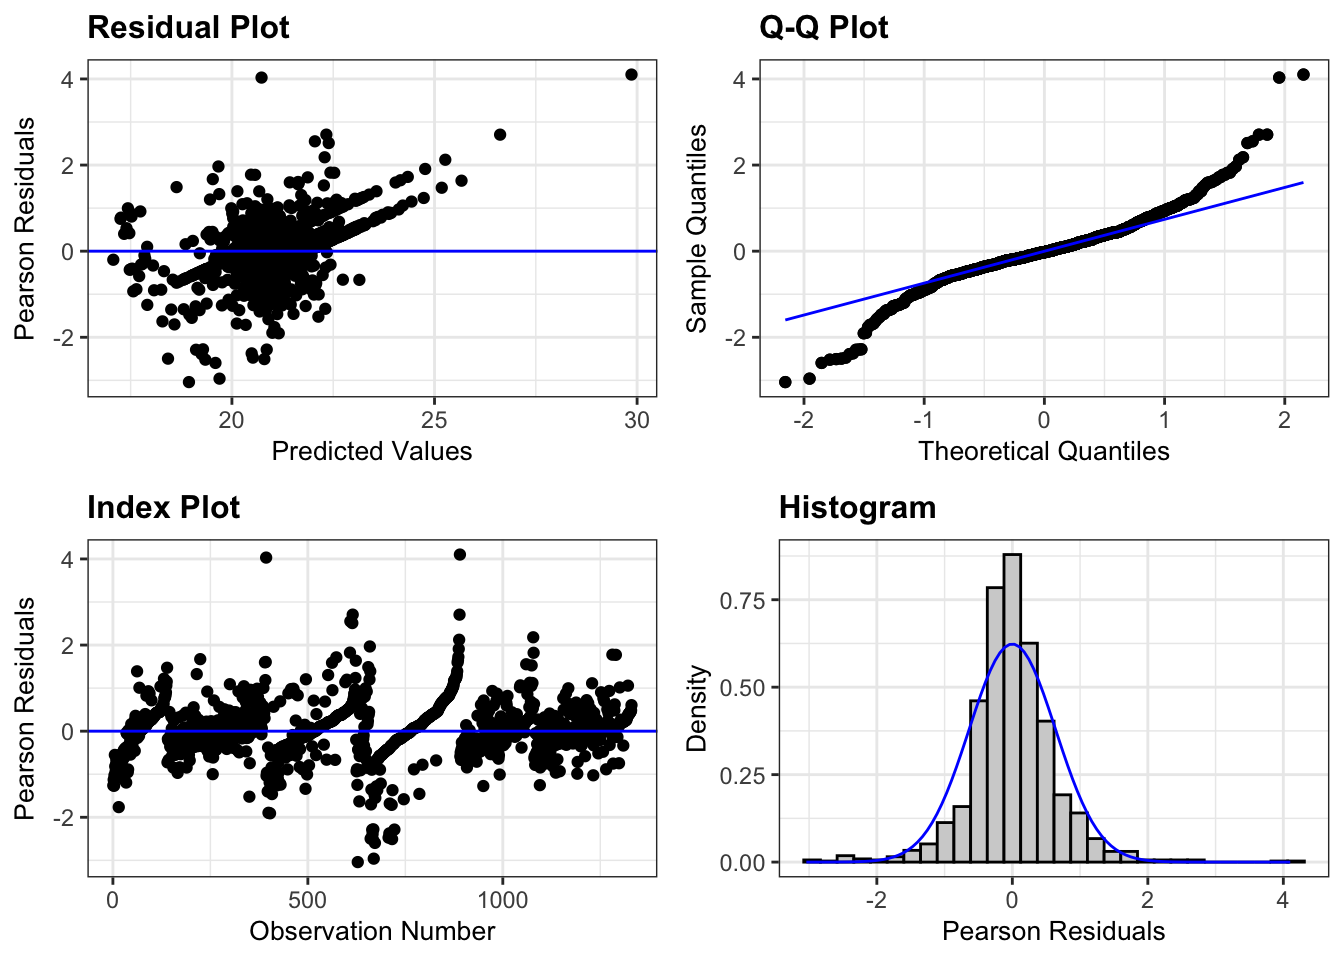 Residual Plot
Pearson Residuals
4
2
0
-2
20
25
30
Predicted Values
Q-Q Plot
Sample Quantiles
4
2
0
-2
-2
-1
0
1
2
Theoretical Quantiles
Index Plot
Pearson Residuals
4
2
0
-2
0
500
1000
Observation Number
Histogram
Density
0.75
0.50
0.25
0.00
-2
0
2
4
Pearson Residuals